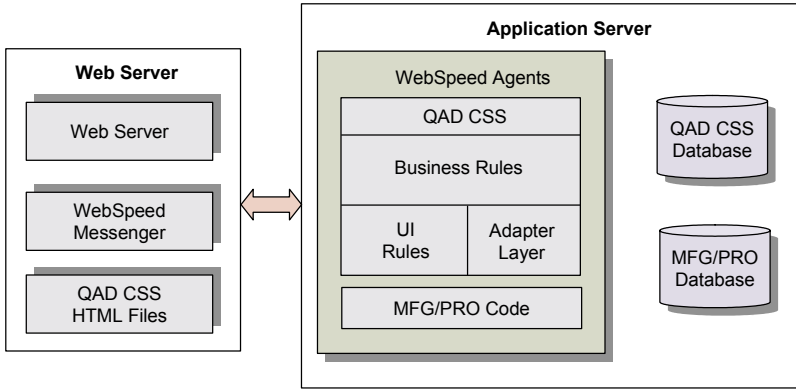 Web Server
Web Server
WebSpeed
Messenger
QAD CSS
HTML Files
Application Server
WebSpeed Agents
QAD CSS
Business Rules
UI
Rules
Adapter
Layer
MFG/PRO Code
QAD CSS
Database
MFG/PRO
Database